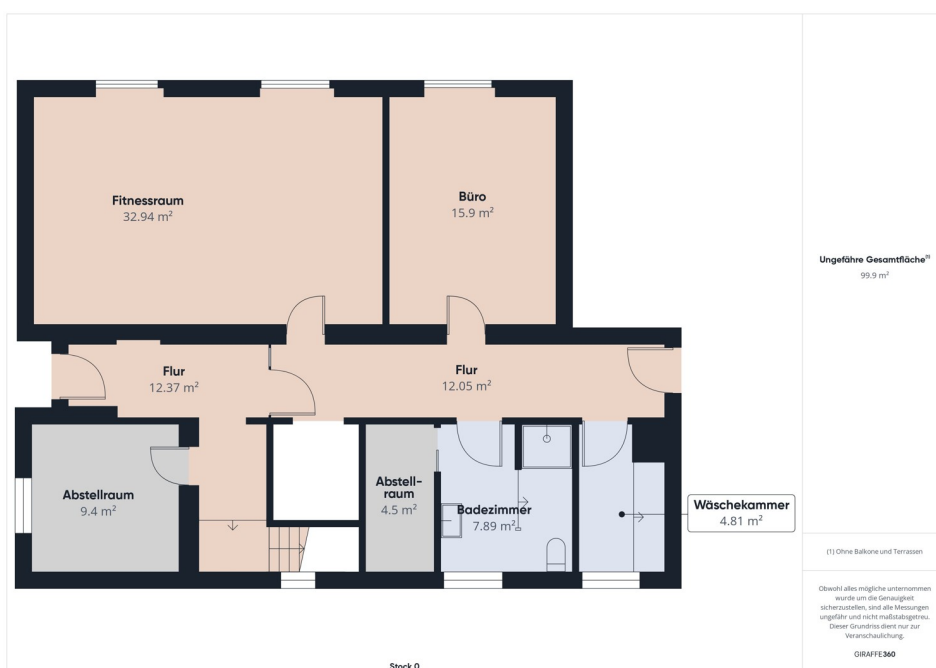 Fitnessraum
32.94 m²
Büro
15.9 m²
Ungefähre Gesamtfläche⁽¹⁾
99.9 m²
Flur
12.37 m²
Flur
12.05 m²
Abstellraum
9.4 m²
Abstell-
raum
4.5 m²
Badezimmer
7.89 m²
Wäschekammer
4.81 m²
(1) Ohne Balkone und Terrassen
Obwohl alles mögliche unternommen
wurde um die Genauigkeit
sicherzustellen, sind alle Messungen
ungefähr und nicht maßstabsgetreu.
Dieser Grundriss dient nur zur
Veranschaulichung.
GIRAFFE360
Stock 0